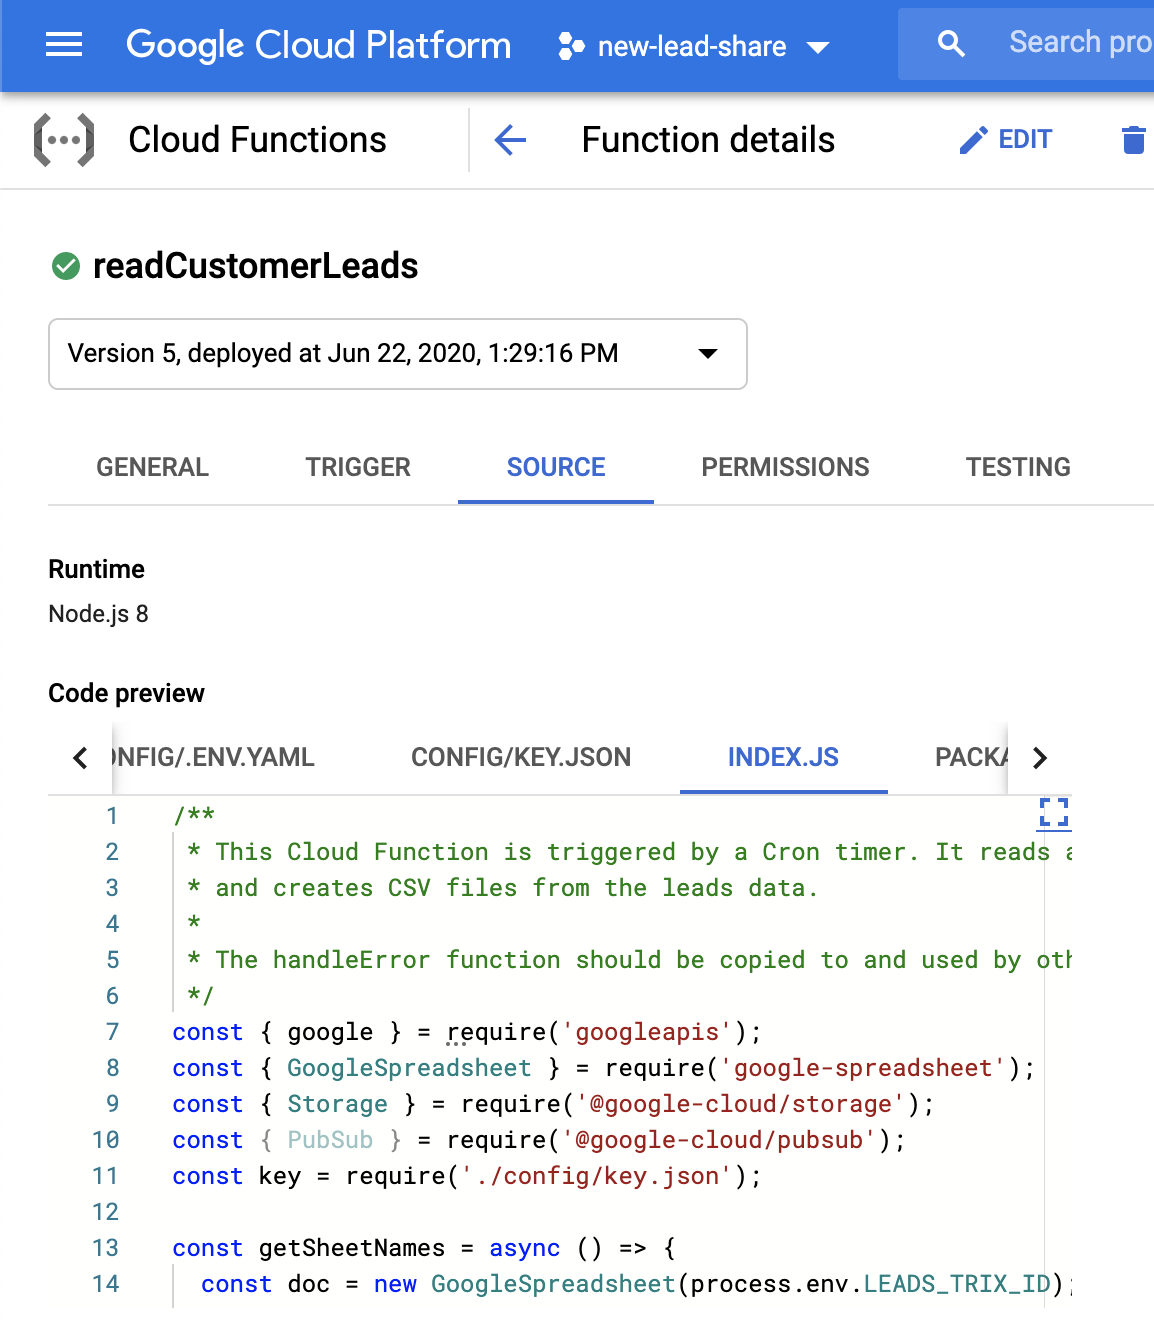 Google Cloud Platform new-lead-share Search pro
Cloud Functions Function details EDIT
readCustomerLeads
Version 5, deployed at Jun 22, 2020, 1:29:16 PM
GENERAL TRIGGER SOURCE PERMISSIONS TESTING
Runtime
Node.js 8
Code preview
ONFIG/.ENV.YAML CONFIG/KEY.JSON INDEX.JS PACKA
1 /**
2 * This Cloud Function is triggered by a Cron timer. It reads a
3 * and creates CSV files from the leads data.
4 *
5 * The handleError function should be copied to and used by oth
6 */
7 const { google } = require('googleapis');
8 const { GoogleSpreadsheet } = require('google-spreadsheet');
9 const { Storage } = require('@google-cloud/storage');
10 const { PubSub } = require('@google-cloud/pubsub');
11 const key = require('./config/key.json');
12
13 const getSheetNames = async () => {
14 const doc = new GoogleSpreadsheet(process.env.LEADS_TRIX_ID);